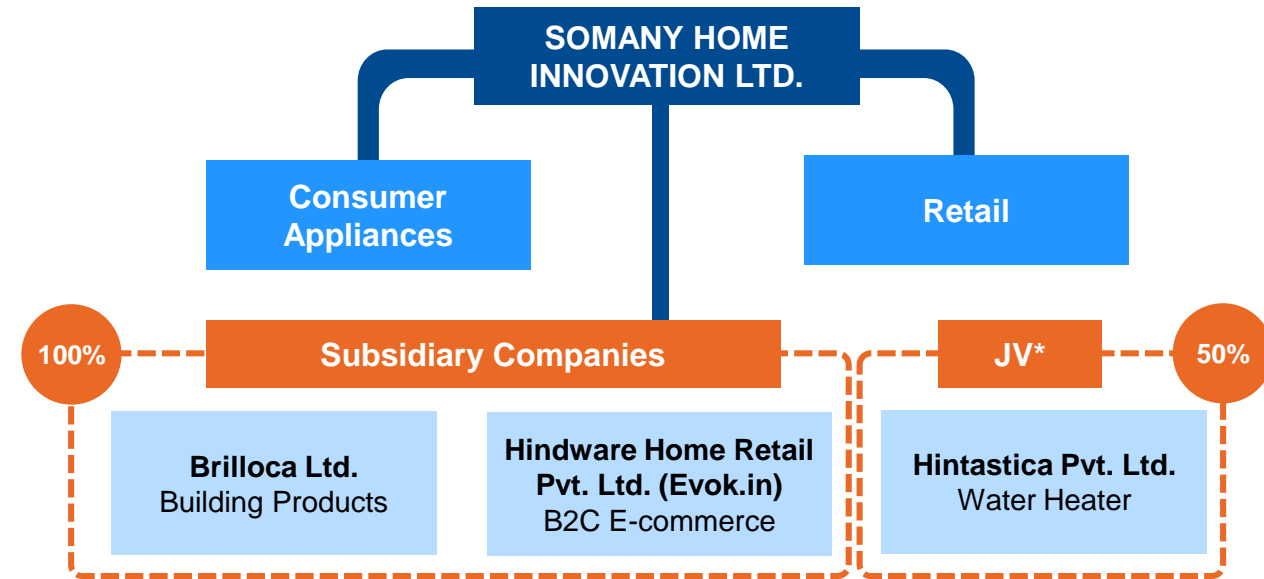 SOMANY HOME
INNOVATION LTD.
Consumer
Appliances
Retail
100%
Subsidiary Companies
JV*
50%
Brilloca Ltd.
Building Products
Hindware Home Retail
Pvt. Ltd. (Evok.in)
B2C E-commerce
Hintastica Pvt. Ltd.
Water Heater